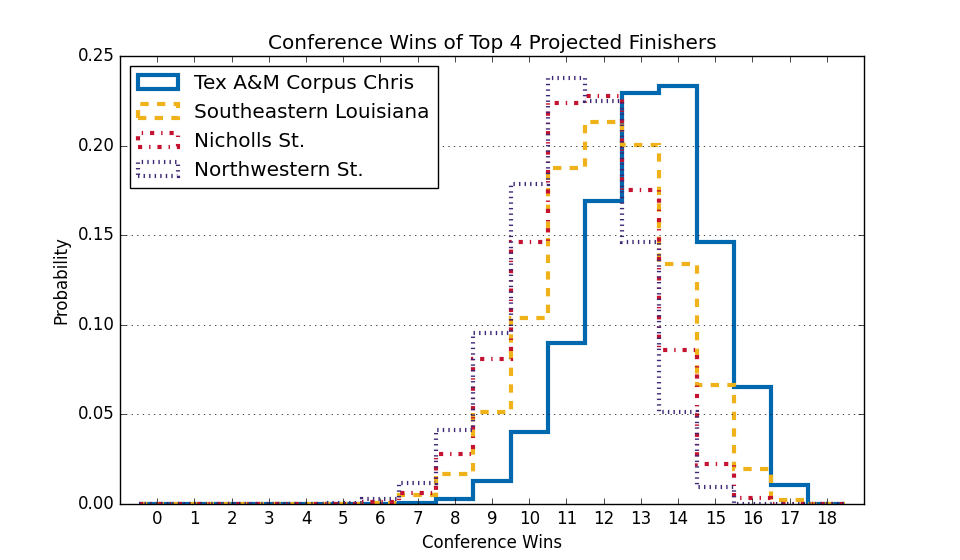 Conference Wins of Top 4 Projected Finishers
0.25
0.20
0.15
0.10
0.05
0.00
Probability
Tex A&M Corpus Chris
Southeastern Louisiana
Nicholls St.
Northwestern St.
0 1 2 3 4 5 6 7 8 9 10 11 12 13 14 15 16 17 18
Conference Wins